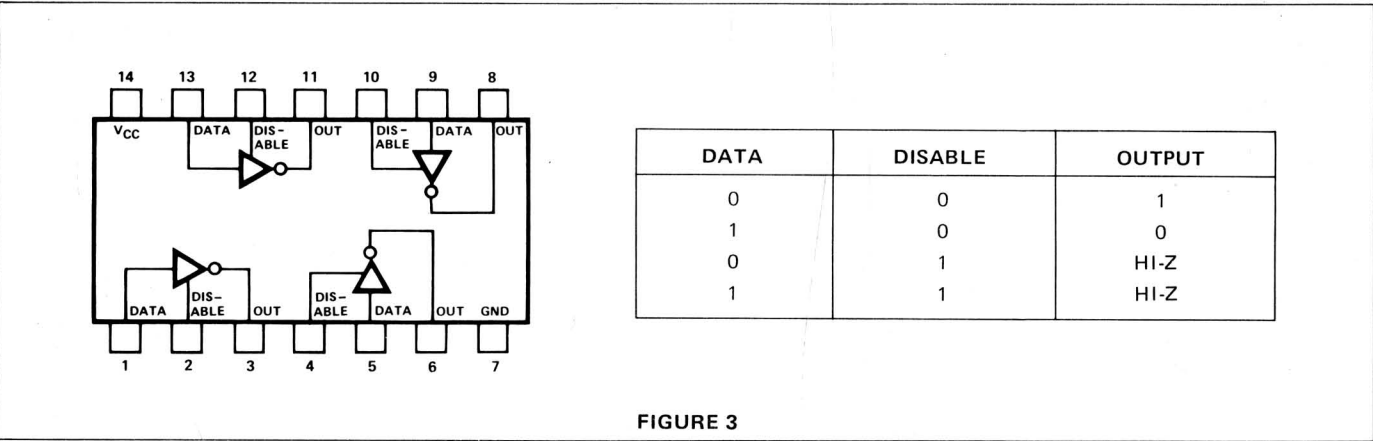 14 13 12 11 10 9 8
VCC DATA DIS- OUT DIS- DATA OUT
ABLE ABLE
DIS- DIS-
DATA ABLE OUT ABLE DATA OUT GND
1 2 3 4 5 6 7
DATA DISABLE OUTPUT
0 0 1
1 0 0
0 1 HI-Z
1 1 HI-Z
FIGURE 3